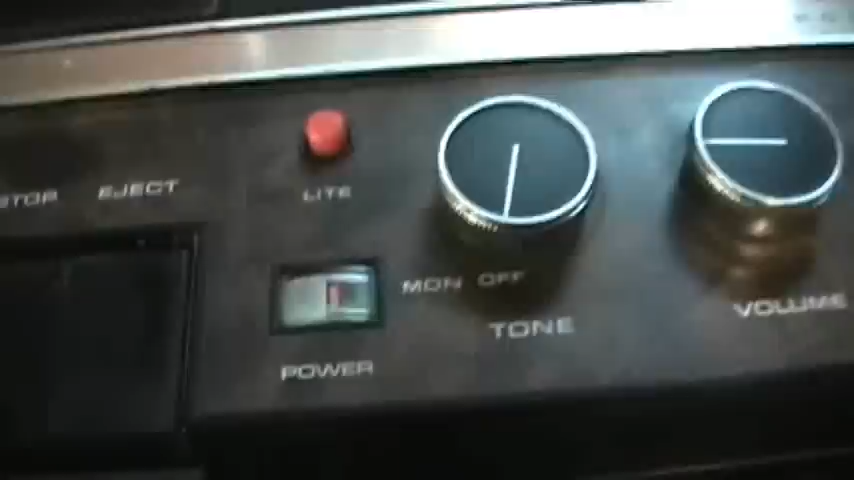 STOP EJECT
LITE
MON OFF
TONE
VOLUME
POWER